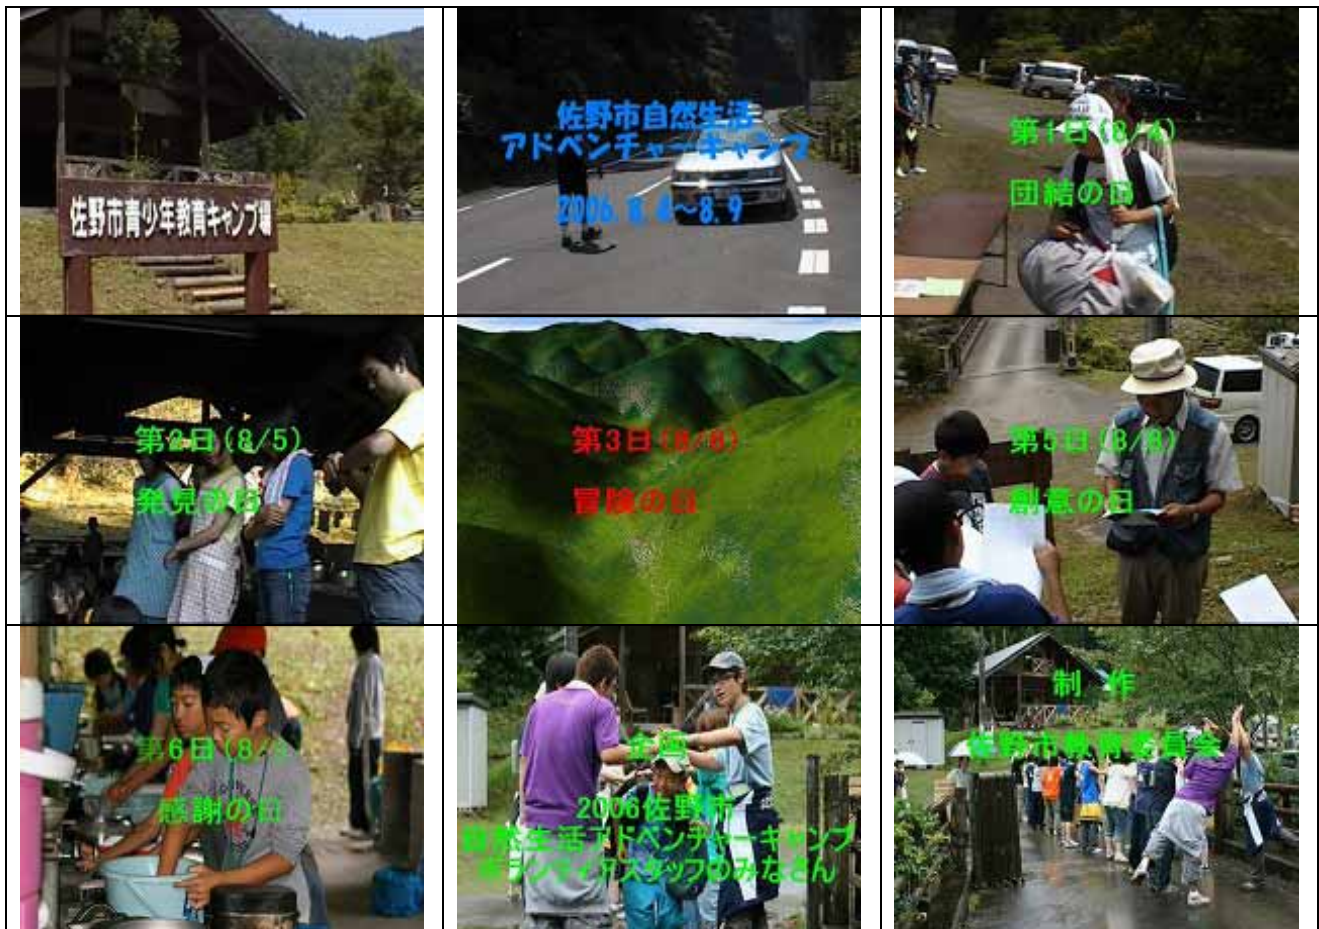 佐野市青少年教育キャンプ場
佐野市自然生活
アドベンチャーキャンプ
2006.8.4～8.9
第1日(8/4)
団結の日
第2日(8/5)
発見の日
第3日(8/6)
冒険の日
第5日(8/8)
創意の日
第6日(8/9)
感謝の日
企画
2006佐野市
自然生活アドベンチャーキャンプ
ボランティアスタッフのみなさん
制 作
佐野市教育委員会